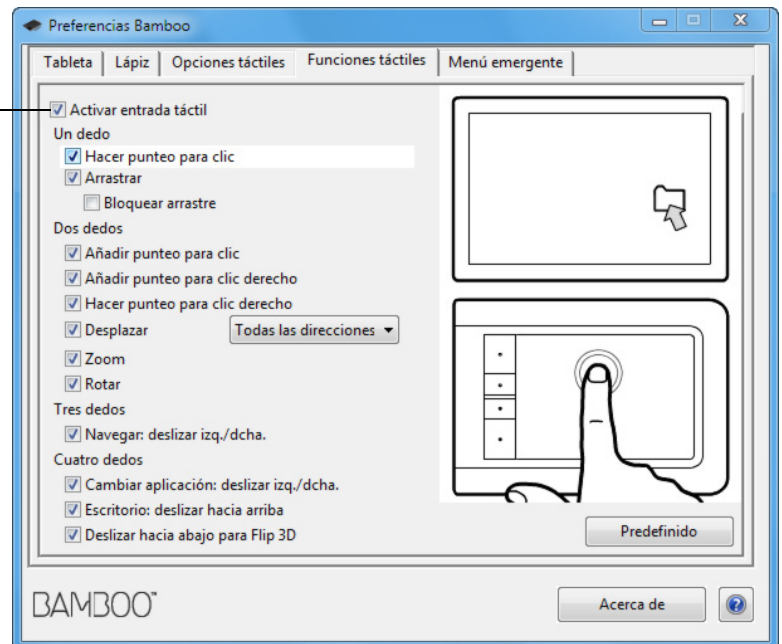 Preferencias Bamboo
Tableta Lápiz Opciones táctiles Funciones táctiles Menú emergente
Activar entrada táctil
Un dedo
Hacer punteo para clic
Arrastrar
Bloquear arrastre
Dos dedos
Añadir punteo para clic
Añadir punteo para clic derecho
Hacer punteo para clic derecho
Desplazar Todas las direcciones
Zoom
Rotar
Tres dedos
Navegar: deslizar izq./dcha.
Cuatro dedos
Cambiar aplicación: deslizar izq./dcha.
Escritorio: deslizar hacia arriba
Deslizar hacia abajo para Flip 3D
Predefinido
BAMBOO™
Acerca de ?